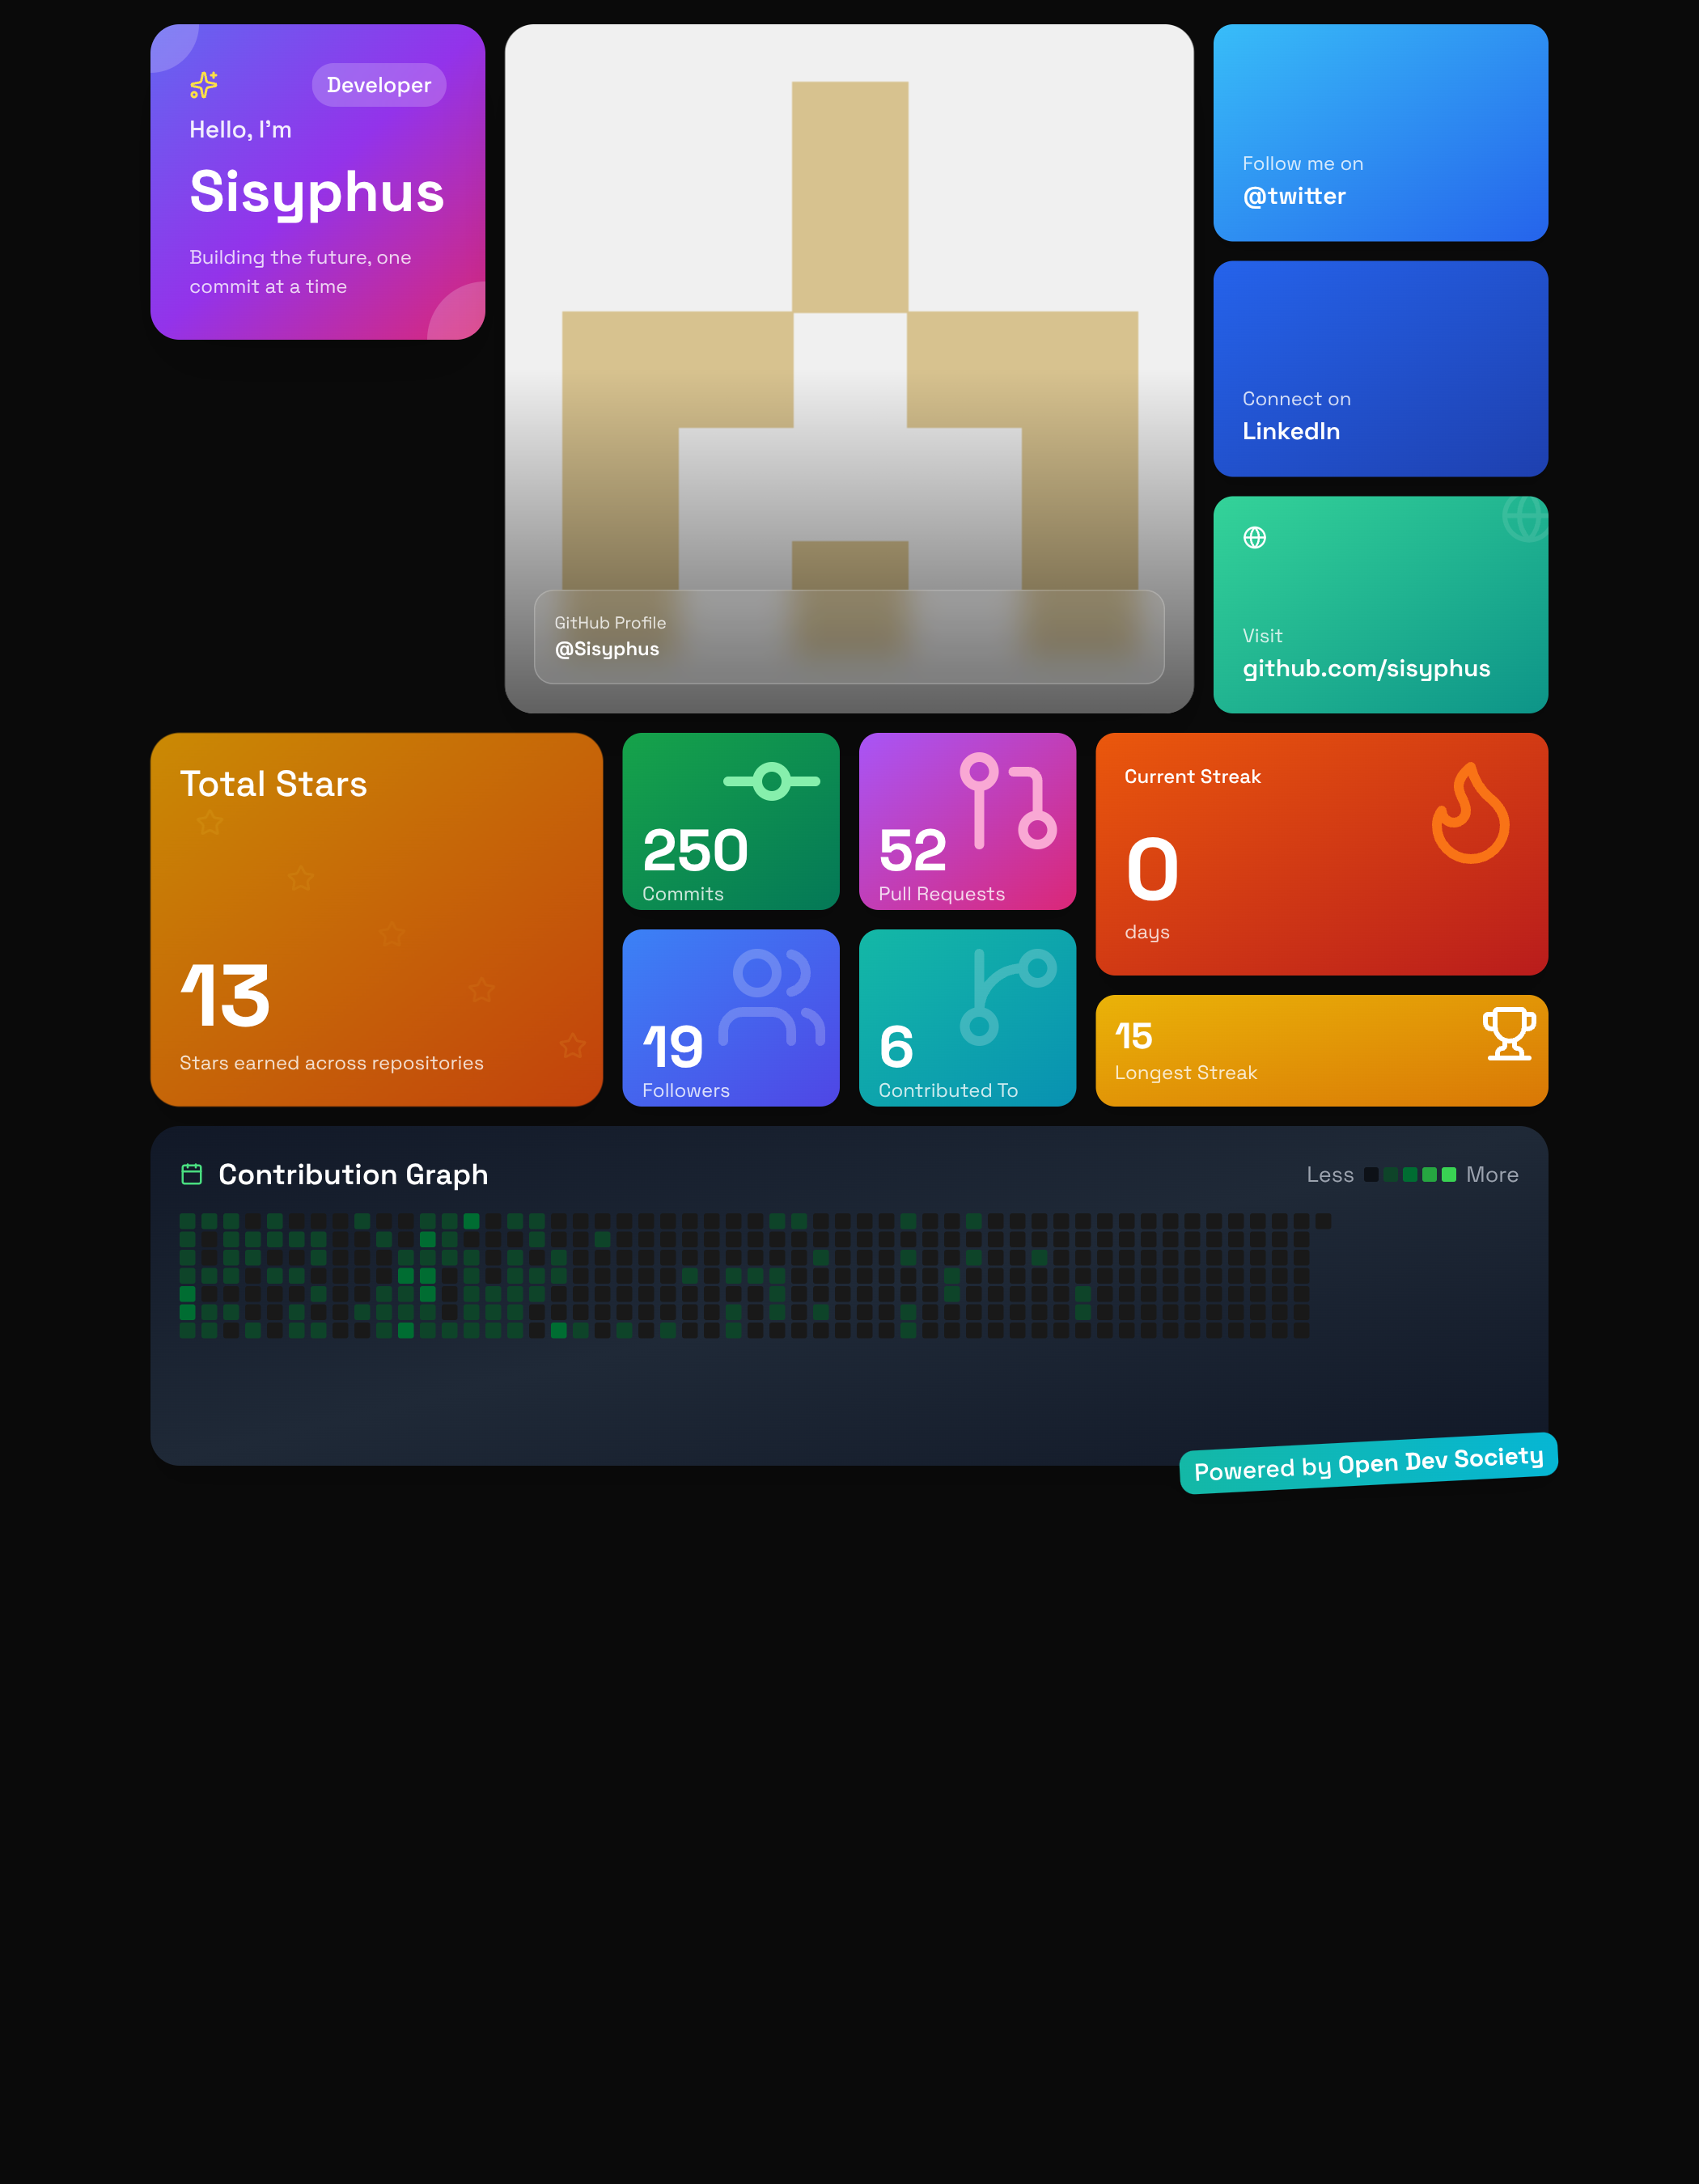 Developer
Hello, I'm
Sisyphus
Building the future, one
commit at a time
GitHub Profile
@Sisyphus
Follow me on
@twitter
Connect on
LinkedIn
Visit
github.com/sisyphus
Total Stars
13
Stars earned across repositories
250
Commits
52
Pull Requests
19
Followers
6
Contributed To
Current Streak
0
days
15
Longest Streak
Contribution Graph
Less More
Powered by Open Dev Society